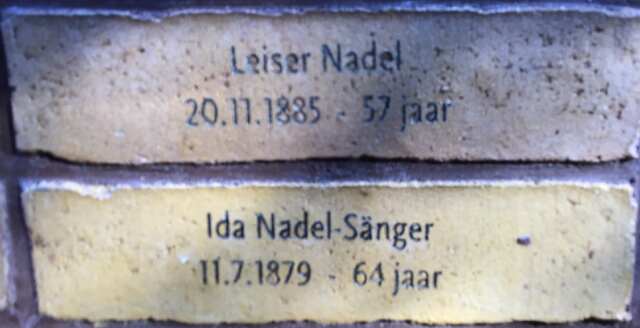 Leiser Nadel
20.11.1885 - 57 jaar
Ida Nadel-Sänger
11.7.1879 - 64 jaar